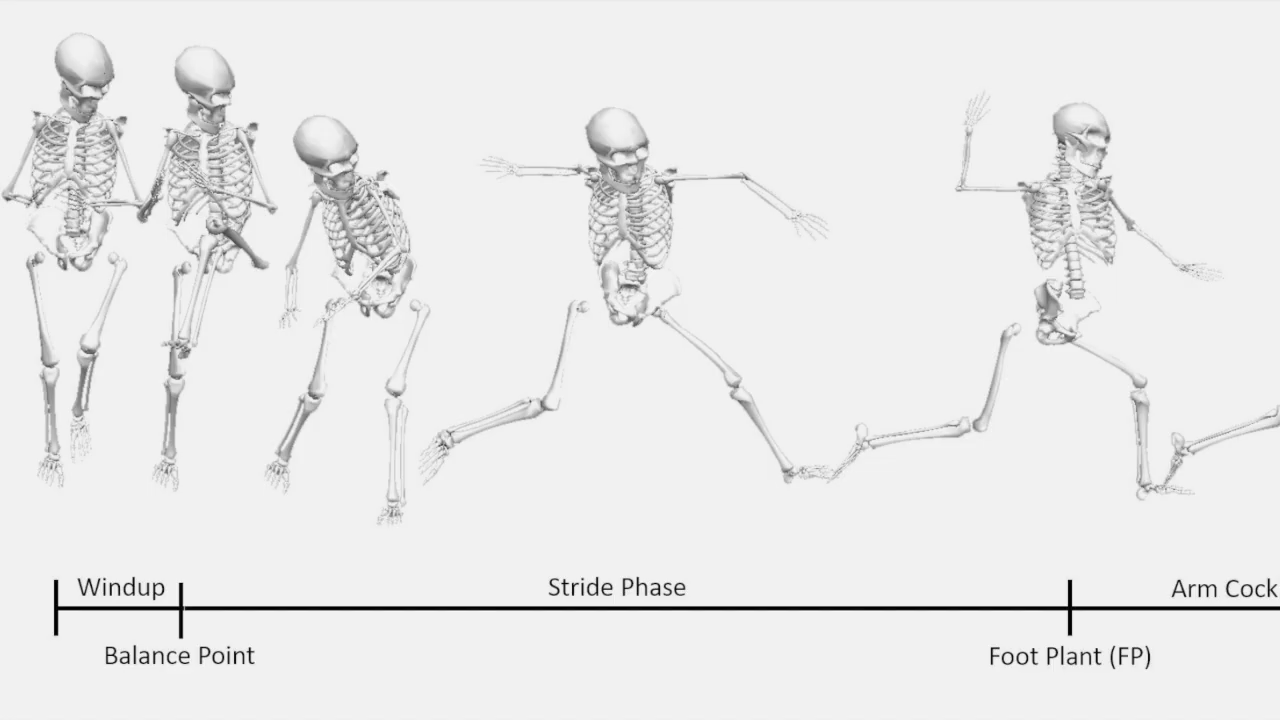 Windup
Stride Phase
Arm Cock
Balance Point
Foot Plant (FP)